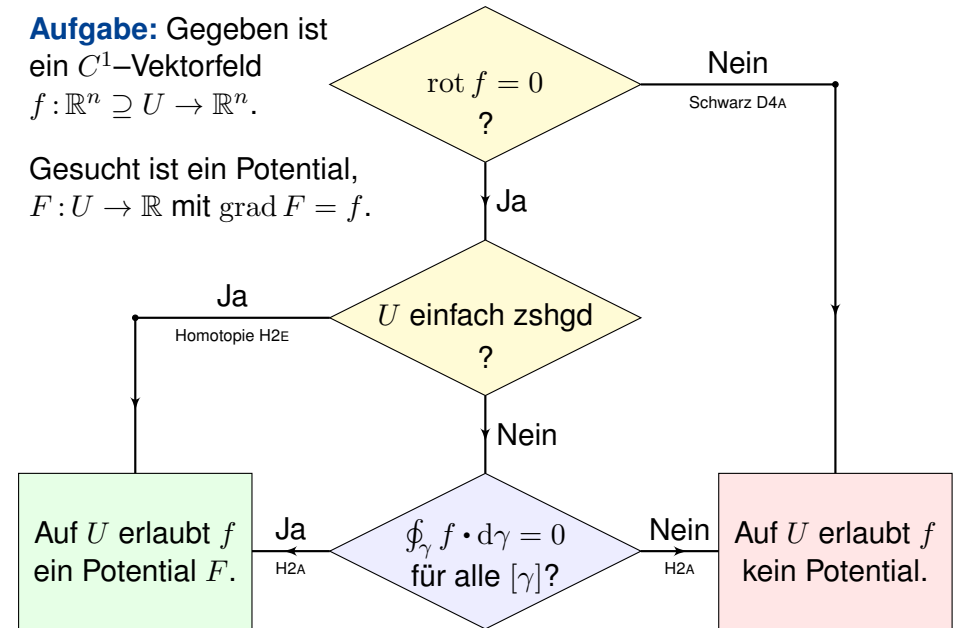 Aufgabe: Gegeben ist
ein C¹–Vektorfeld
f : ℝⁿ ⊇ U → ℝⁿ.
Gesucht ist ein Potential,
F : U → ℝ mit grad F = f.
rot f = 0
?
Nein
Schwarz D4A
Ja
U einfach zshgd
?
Ja
Homotopie H2E
Nein
∮γ f • dγ = 0
für alle [γ]?
Ja
H2A
Nein
H2A
Auf U erlaubt f
ein Potential F.
Auf U erlaubt f
kein Potential.